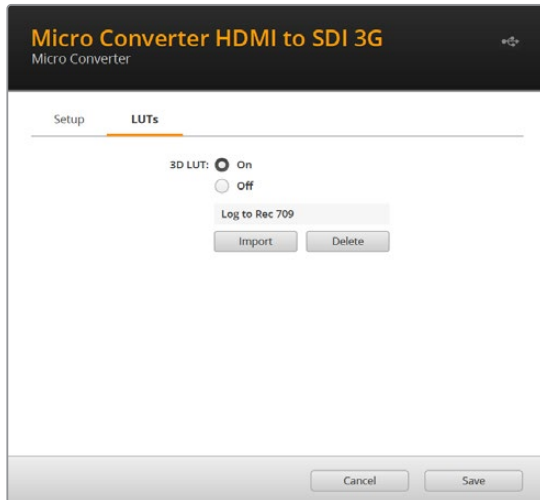 Micro Converter HDMI to SDI 3G
Micro Converter
Setup LUTs
3D LUT: On
Off
Log to Rec 709
Import Delete
Cancel Save